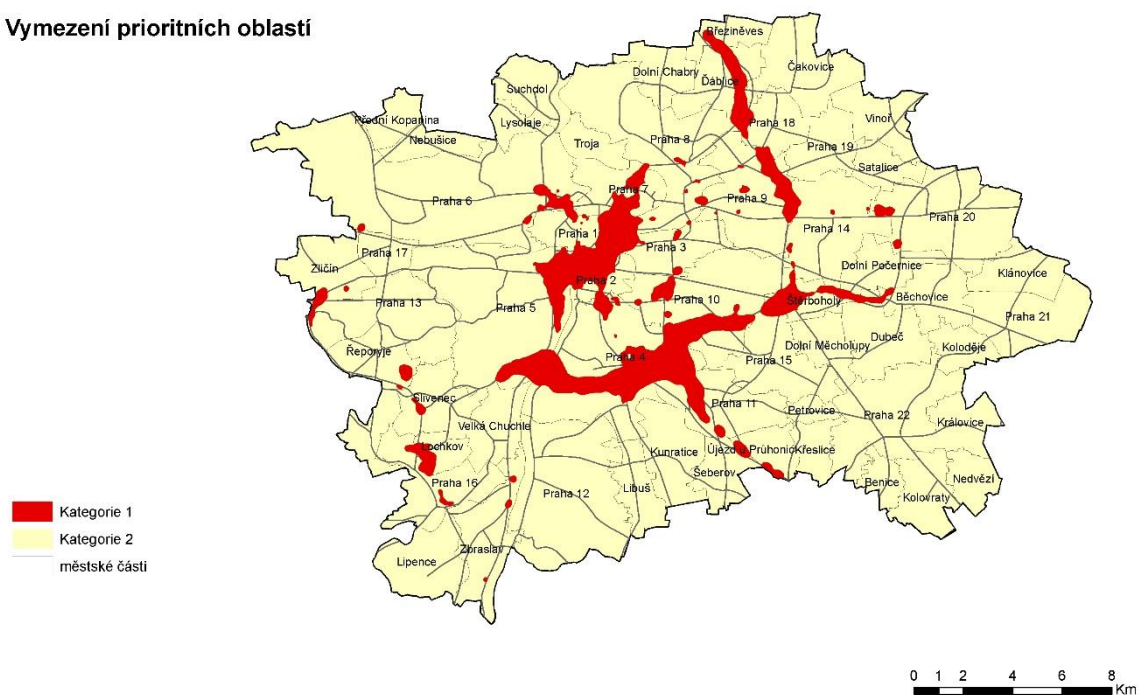 Vymezení prioritních oblastí
Březiněves
Dolní Chabry
Čakovice
Ďáblice
Suchdol
Přední Kopanina
Lysolaje
Praha 18
Vinoř
Nebušice
Troja
Praha 8
Praha 19
Satalice
Praha 7
Praha 6
Praha 9
Praha 20
Praha 1
Praha 14
Praha 3
Praha 17
Zličín
Dolní Počernice
Klánovice
Praha 2
Praha 13
Praha 5
Praha 10
Štěrboholy
Běchovice
Praha 21
Dubeč
Řeporyje
Praha 4
Dolní Měcholupy
Koloděje
Praha 15
Slivenec
Praha 11
Petrovice
Praha 22
Královice
Velká Chuchle
Lochkov
Kunratice
Újezd u Průhonic
Křeslice
Šeberov
Praha 16
Praha 12
Libuš
Benice
Nedvězí
Kolovraty
Zbraslav
Lipence
Kategorie 1
Kategorie 2
městské části
0 1 2 4 6 8
Km